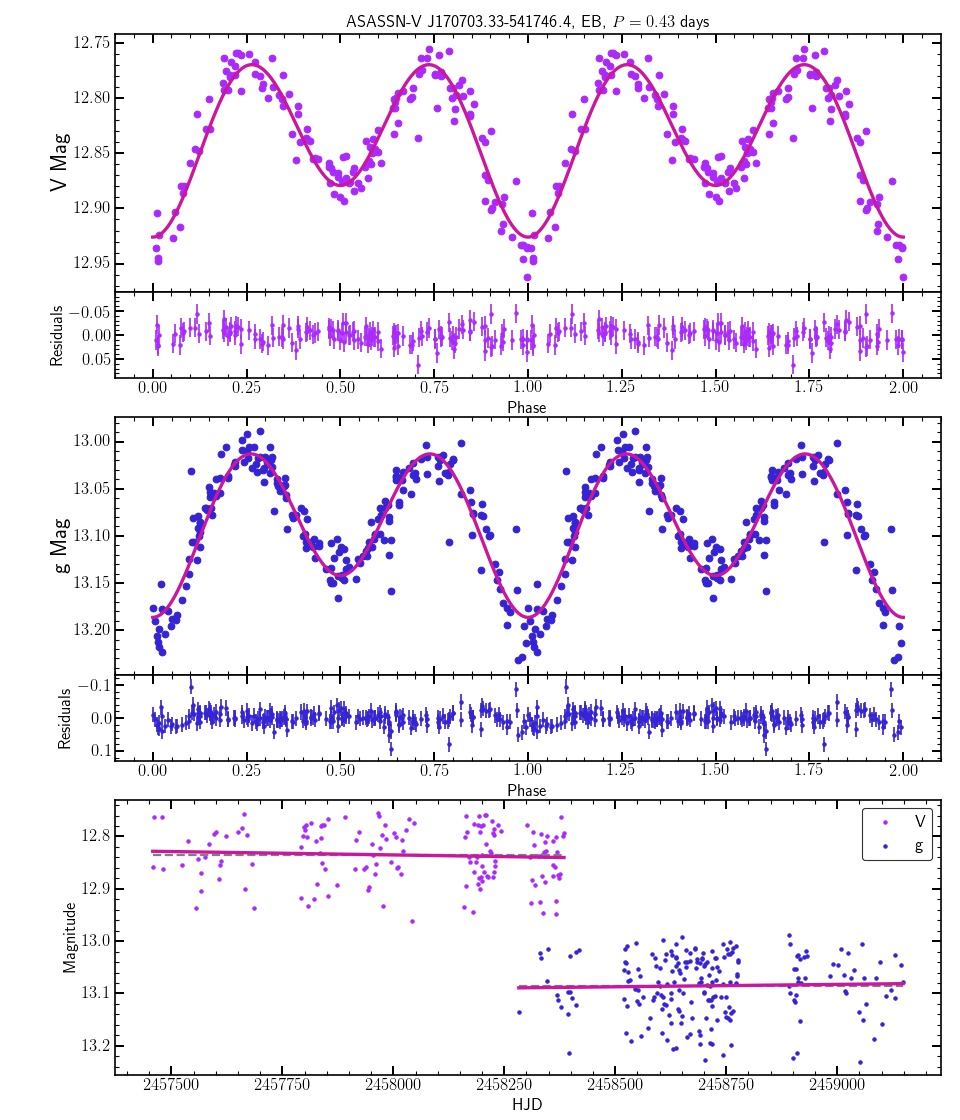 ASASSN-V J170703.33-541746.4, EB, P = 0.43 days
12.75
12.80
12.85
12.90
12.95
V Mag
−0.05
0.00
0.05
Residuals
0.00 0.25 0.50 0.75 1.00 1.25 1.50 1.75 2.00
Phase
13.00
13.05
13.10
13.15
13.20
g Mag
−0.1
0.0
0.1
Residuals
0.00 0.25 0.50 0.75 1.00 1.25 1.50 1.75 2.00
Phase
V
g
12.8
12.9
13.0
13.1
13.2
Magnitude
2457500 2457750 2458000 2458250 2458500 2458750 2459000
HJD